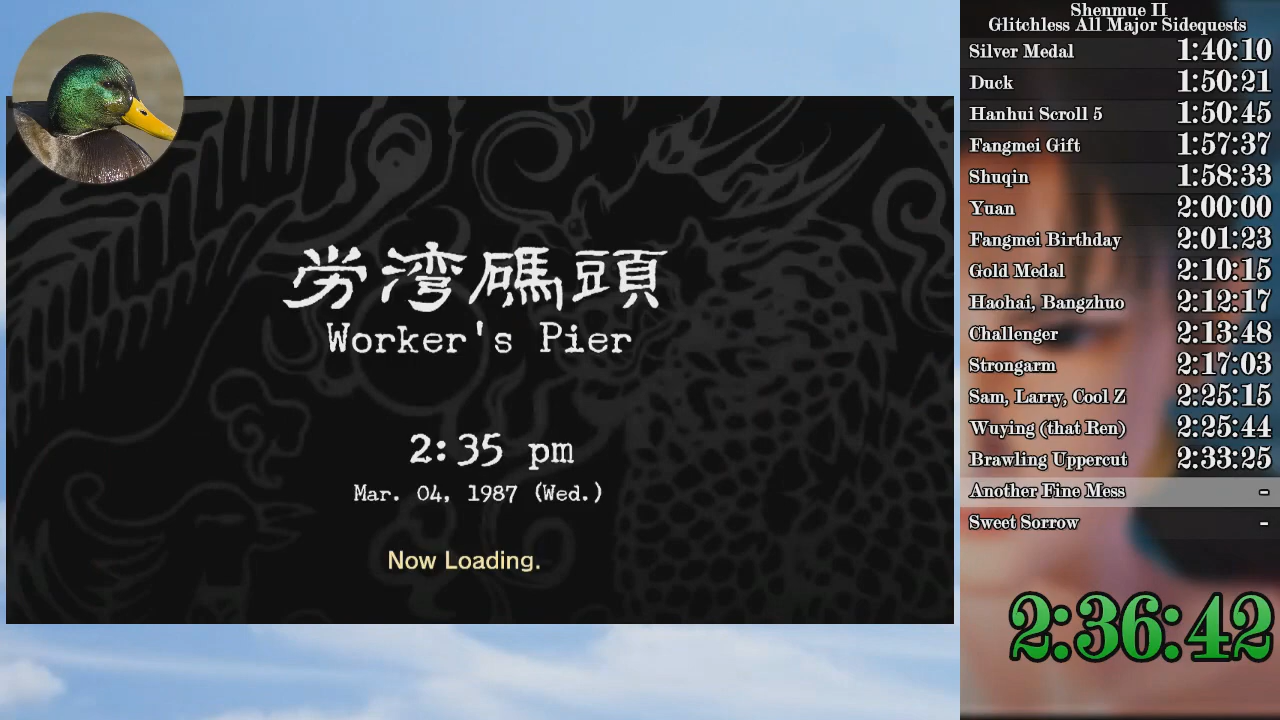 Shenmue II
Glitchless All Major Sidequests
Silver Medal 1:40:10
Duck 1:50:21
Hanhui Scroll 5 1:50:45
Fangmei Gift 1:57:37
Shuqin 1:58:33
Yuan 2:00:00
Fangmei Birthday 2:01:23
Gold Medal 2:10:15
Haohai, Bangzhuo 2:12:17
Challenger 2:13:48
Strongarm 2:17:03
Sam, Larry, Cool Z 2:25:15
Wuying (that Ren) 2:25:44
Brawling Uppercut 2:33:25
Another Fine Mess -
Sweet Sorrow -
2:36:42
労湾碼頭
Worker's Pier
2:35 pm
Mar. 04, 1987 (Wed.)
Now Loading.